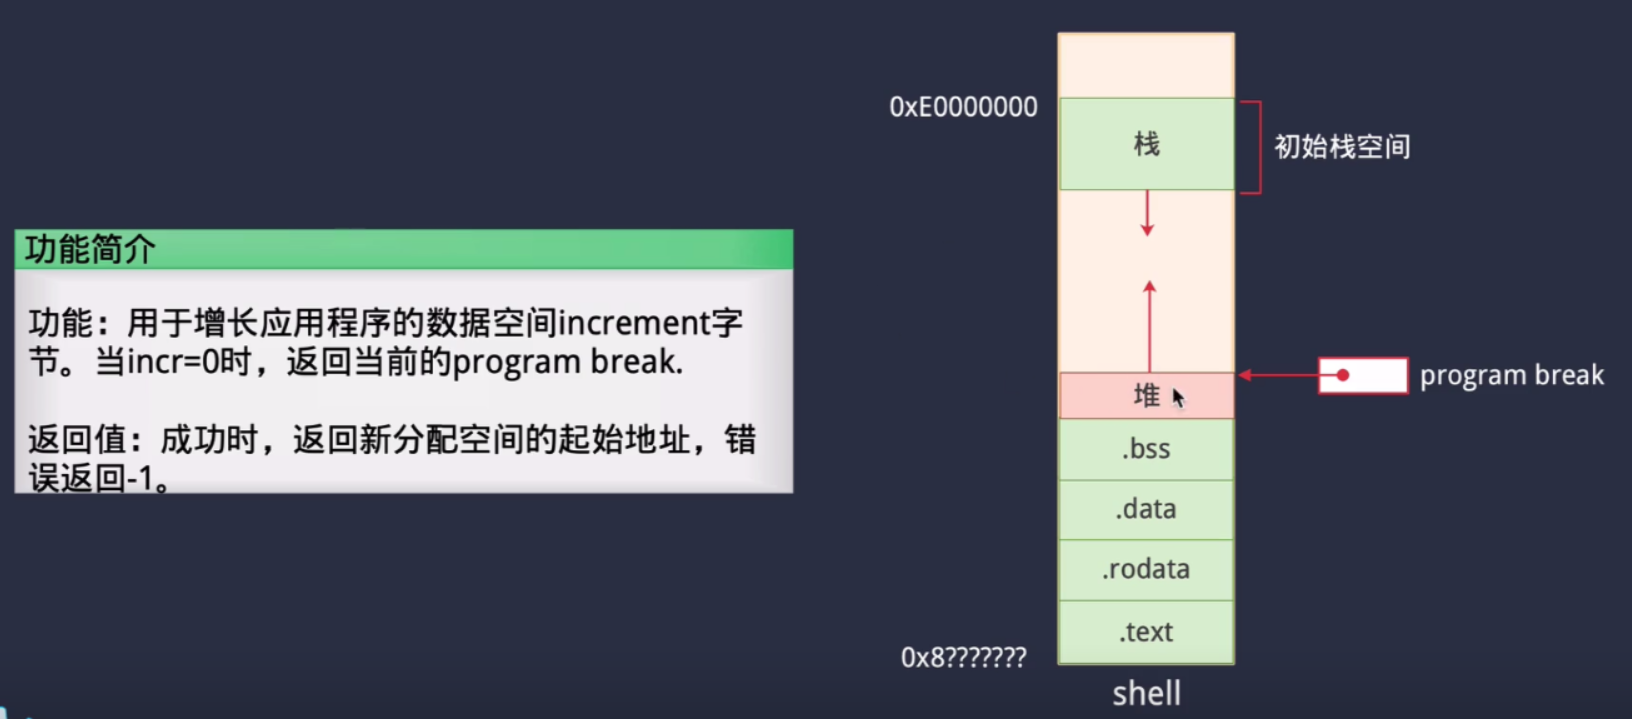 功能简介
功能：用于增长应用程序的数据空间increment字
节。当incr=0时，返回当前的program break.
返回值：成功时，返回新分配空间的起始地址，错
误返回-1。
0xE0000000
栈
初始栈空间
堆
program break
.bss
.data
.rodata
.text
0x8???????
shell